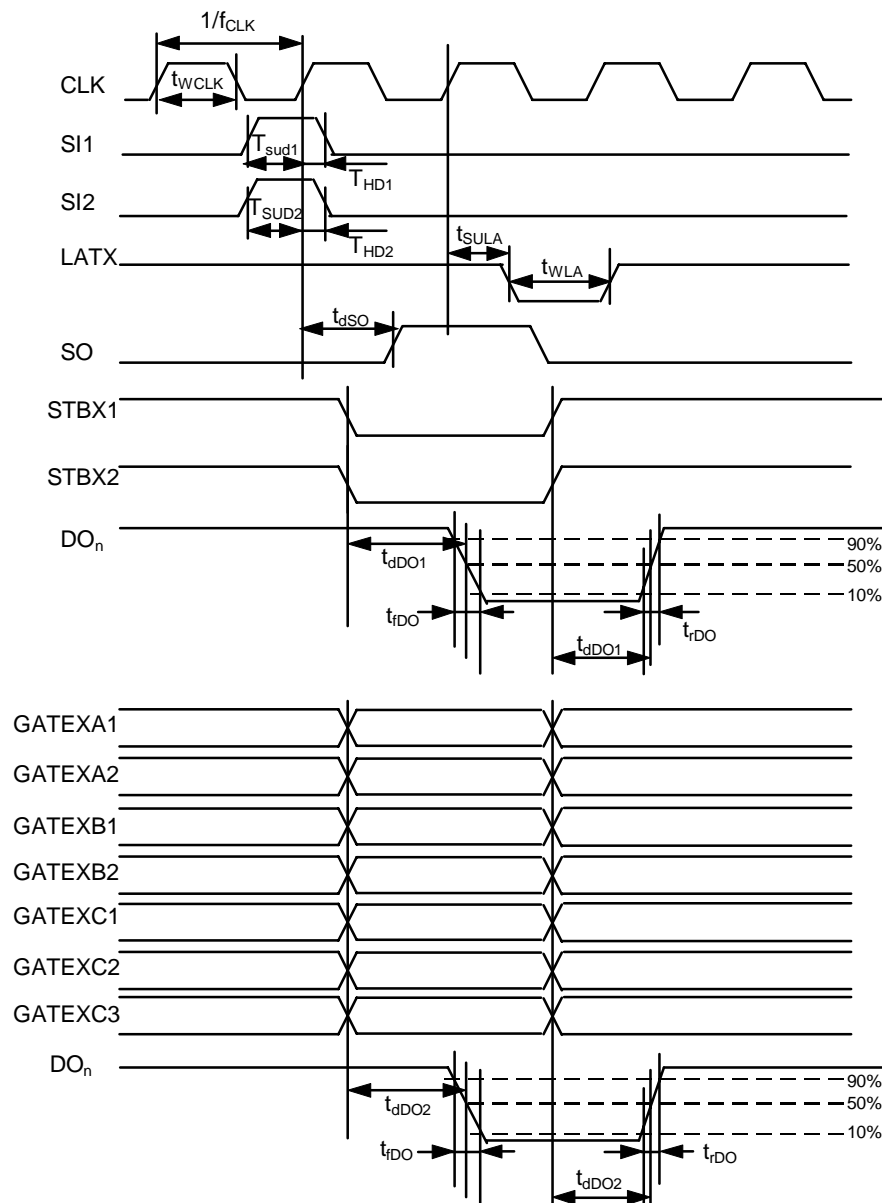 1/fCLK
CLK
tWCLK
SI1
Tsud1
THD1
SI2
TSUD2
THD2
LATX
tSULA
tWLA
tdSO
SO
STBX1
STBX2
DOn
90%
tdDO1
50%
10%
tfDO
trDO
tdDO1
GATEXA1
GATEXA2
GATEXB1
GATEXB2
GATEXC1
GATEXC2
GATEXC3
DOn
90%
tdDO2
50%
10%
tfDO
trDO
tdDO2